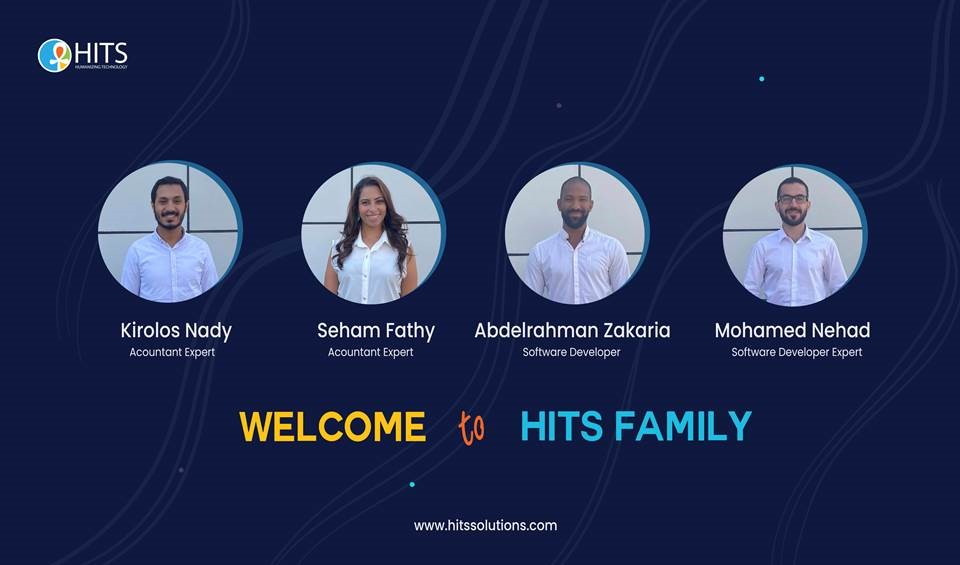 HITS
HUMANIZING TECHNOLOGY
Kirolos Nady
Acountant Expert
Seham Fathy
Acountant Expert
Abdelrahman Zakaria
Software Developer
Mohamed Nehad
Software Developer Expert
WELCOME to HITS FAMILY
www.hitssolutions.com